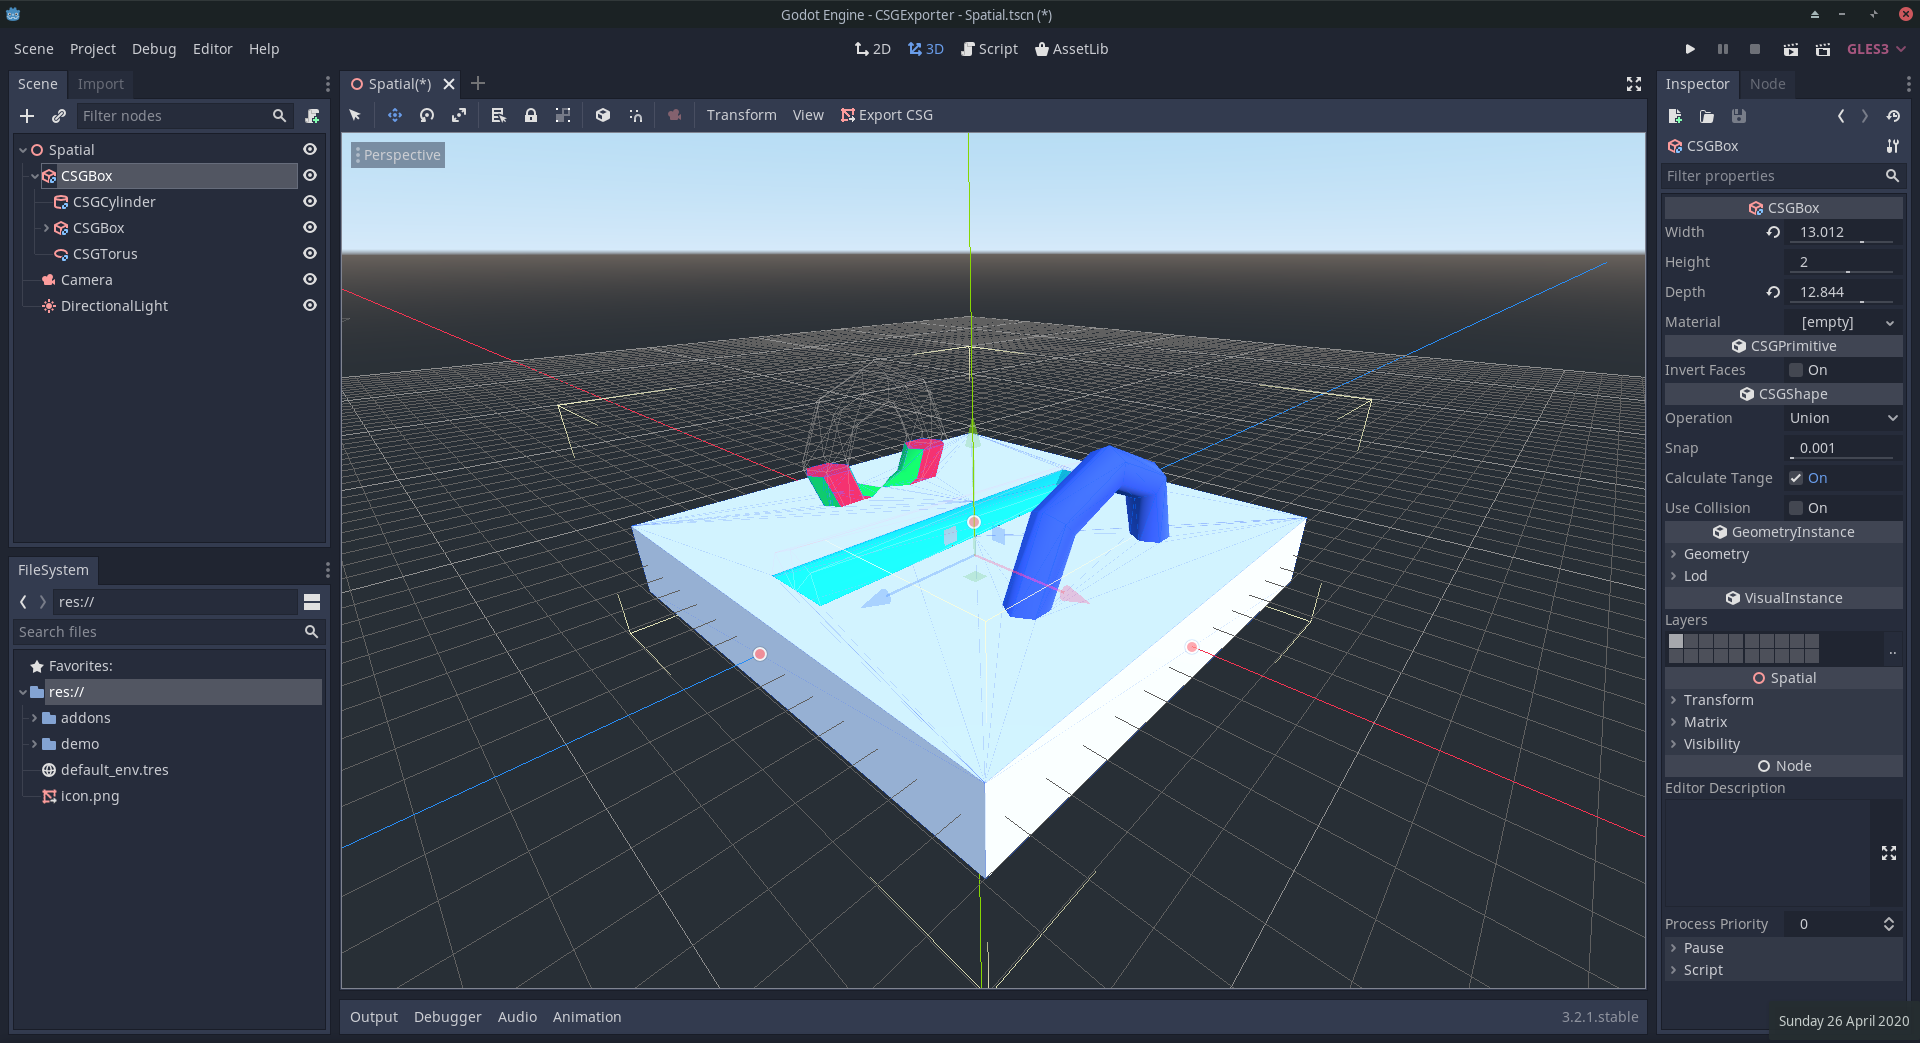 Godot Engine - CSGExporter - Spatial.tscn (*)
Scene Project Debug Editor Help
2D 3D Script AssetLib
GLES3
Scene Import
Filter nodes
Spatial
CSGBox
CSGCylinder
CSGBox
CSGTorus
Camera
DirectionalLight
FileSystem
res://
Search files
Favorites:
res://
addons
demo
default_env.tres
icon.png
Spatial(*)
Transform View Export CSG
Perspective
Output Debugger Audio Animation
3.2.1.stable
Inspector Node
CSGBox
Filter properties
CSGBox
Width 13.012
Height 2
Depth 12.844
Material [empty]
CSGPrimitive
Invert Faces On
CSGShape
Operation Union
Snap 0.001
Calculate Tange On
Use Collision On
GeometryInstance
Geometry
Lod
VisualInstance
Layers
..
Spatial
Transform
Matrix
Visibility
Node
Editor Description
Process Priority 0
Pause
Script
Sunday 26 April 2020